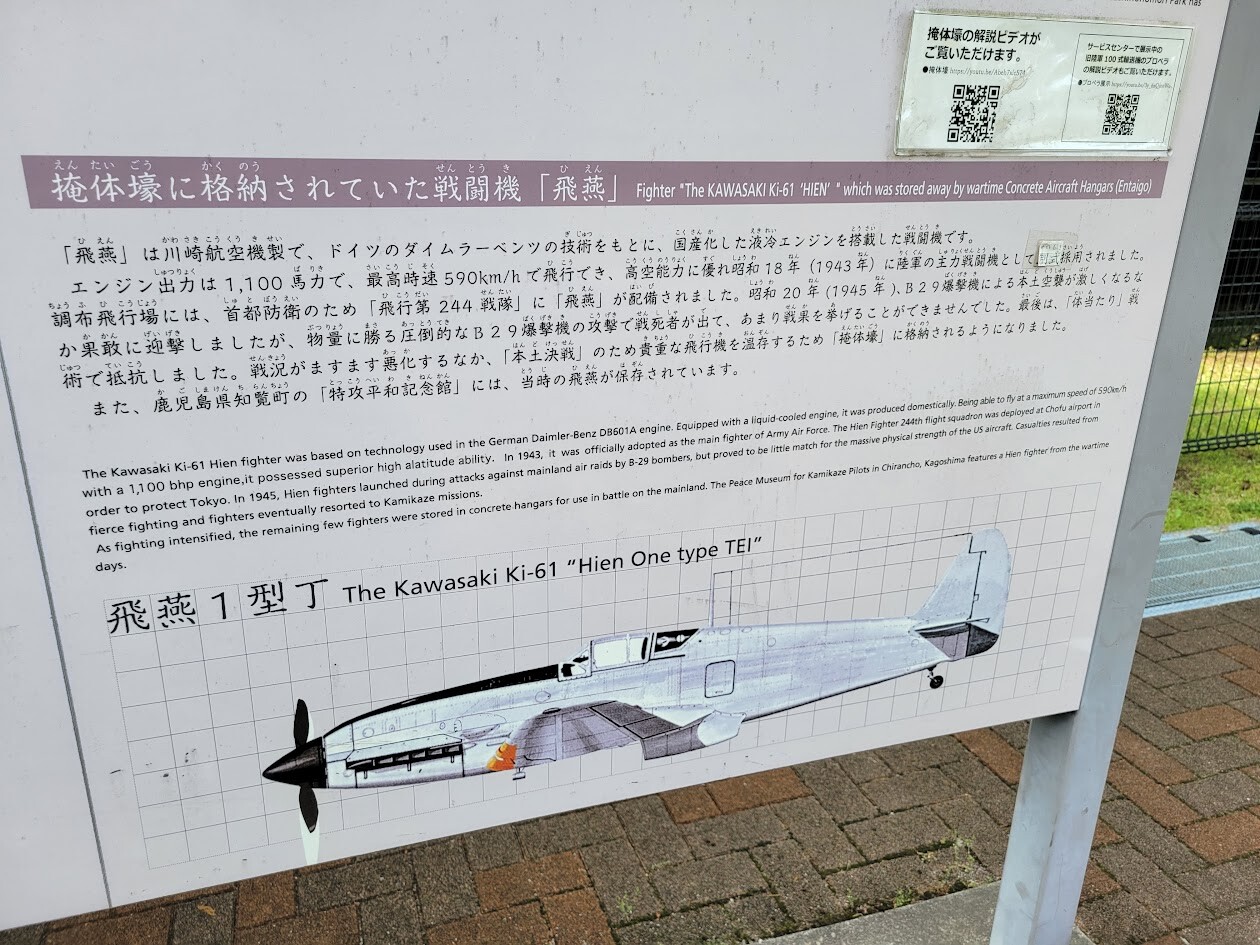 Park has
掩体壕の解説ビデオが
ご覧いただけます。
●掩体壕
サービスセンターで展示中の
旧陸軍100式輸送機のプロペラ
の解説ビデオもご覧いただけます。
●プロペラ展示
掩体壕に格納されていた戦闘機「飛燕」 Fighter "The KAWASAKI Ki-61 ‘HIEN’ " which was stored away by wartime Concrete Aircraft Hangars (Entaigo)
「飛燕」は川崎航空機製で、ドイツのダイムラーベンツの技術をもとに、国産化した液冷エンジンを搭載した戦闘機です。
エンジン出力は1,100馬力で、最高時速590km/hで飛行でき、高空能力に優れ昭和18年（1943年）に陸軍の主力戦闘機として制式採用されました。
調布飛行場には、首都防衛のため「飛行第244戦隊」に「飛燕」が配備されました。昭和20年（1945年）、B29爆撃機による本土空襲が激しくなるな
か果敢に迎撃しましたが、物量に勝る圧倒的なB29爆撃機の攻撃で戦死者が出て、あまり戦果を挙げることができませんでした。最後は、「体当たり」戦
術で抵抗しました。戦況がますます悪化するなか、「本土決戦」のため貴重な飛行機を温存するため「掩体壕」に格納されるようになりました。
また、鹿児島県知覧町の「特攻平和記念館」には、当時の飛燕が保存されています。
The Kawasaki Ki-61 Hien fighter was based on technology used in the German Daimler-Benz DB601A engine. Equipped with a liquid-cooled engine, it was produced domestically. Being able to fly at a maximum speed of 590km/h
with a 1,100 bhp engine,it possessed superior high alatitude ability. In 1943, it was officially adopted as the main fighter of Army Air Force. The Hien Fighter 244th flight squadron was deployed at Chofu airport in
order to protect Tokyo. In 1945, Hien fighters launched during attacks against mainland air raids by B-29 bombers, but proved to be little match for the massive physical strength of the US aircraft. Casualties resulted from
fierce fighting and fighters eventually resorted to Kamikaze missions.
As fighting intensified, the remaining few fighters were stored in concrete hangars for use in battle on the mainland. The Peace Museum for Kamikaze Pilots in Chirancho, Kagoshima features a Hien fighter from the wartime
days.
飛燕1型丁 The Kawasaki Ki-61 “Hien One type TEI”